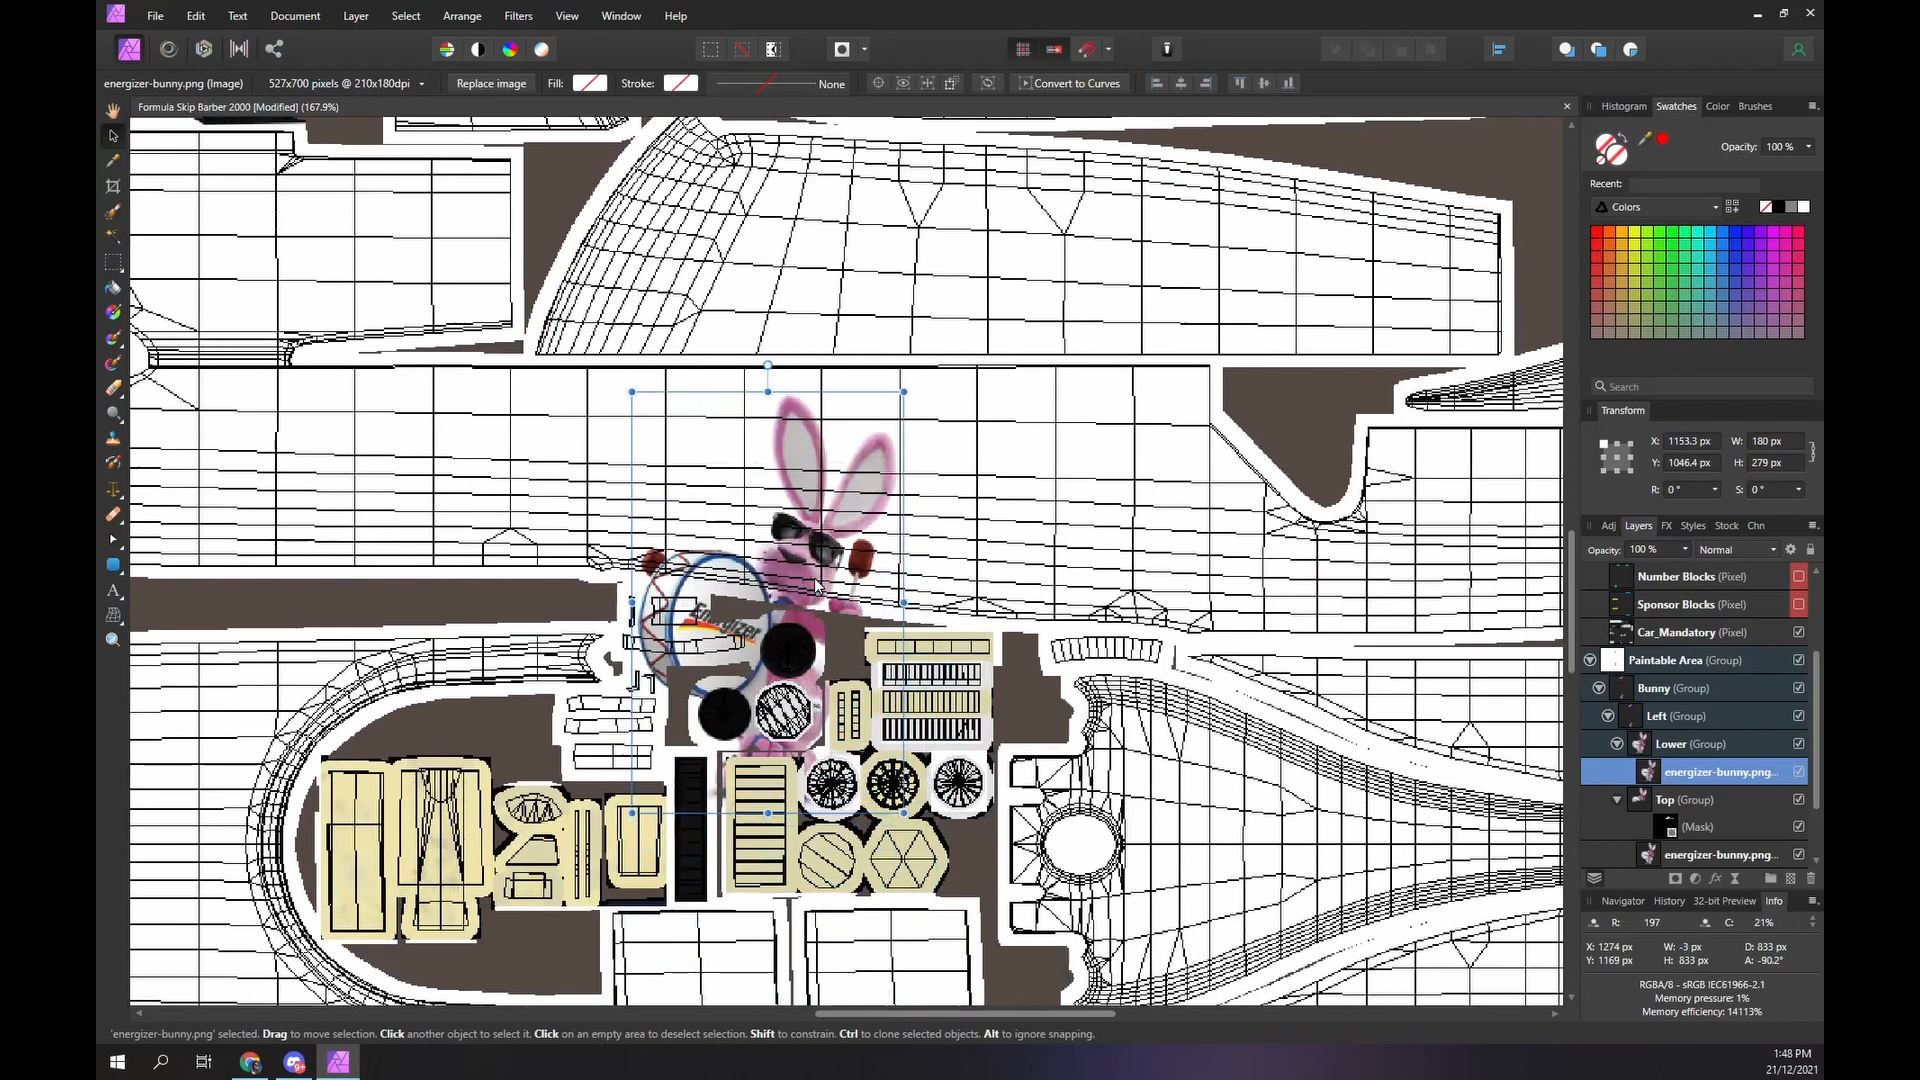 File Edit Text Document Layer Select Arrange Filters View Window Help
energizer-bunny.png (Image) 527x700 pixels @ 210x180dpi Replace image Fill: Stroke: None Convert to Curves
Formula Skip Barber 2000 [Modified] (167.9%)
Histogram Swatches Color Brushes
Opacity: 100 %
Recent:
Colors
Search
Transform
X: 1153.3 px W: 180 px
Y: 1046.4 px H: 279 px
R: 0 ° S: 0 °
Adj Layers FX Styles Stock Chn
Opacity: 100 % Normal
Number Blocks (Pixel)
Sponsor Blocks (Pixel)
Car_Mandatory (Pixel)
Paintable Area (Group)
Bunny (Group)
Left (Group)
Lower (Group)
energizer-bunny.png...
Top (Group)
(Mask)
energizer-bunny.png...
Navigator History 32-bit Preview Info
R: 197 C: 21%
X: 1274 px W: -3 px D: 833 px
Y: 1169 px H: 833 px A: -90.2°
RGBA/8 - sRGB IEC61966-2.1
Memory pressure: 1%
Memory efficiency: 14113%
Energizer
'energizer-bunny.png' selected. Drag to move selection. Click another object to select it. Click on an empty area to deselect selection. Shift to constrain. Ctrl to clone selected objects. Alt to ignore snapping.
9+
1:48 PM
21/12/2021